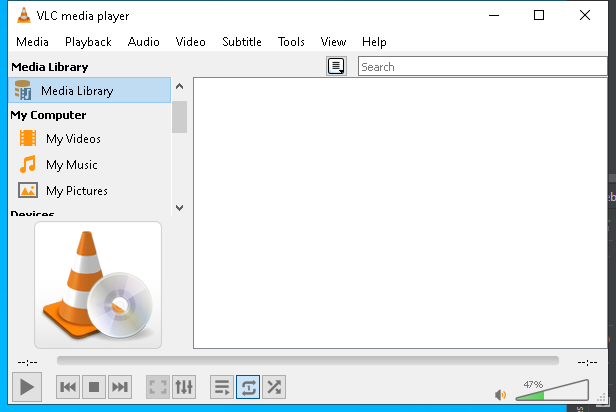 VLC media player
Media Playback Audio Video Subtitle Tools View Help
Media Library
Search
Media Library
My Computer
My Videos
My Music
My Pictures
Devices
--:-- --:--
47%